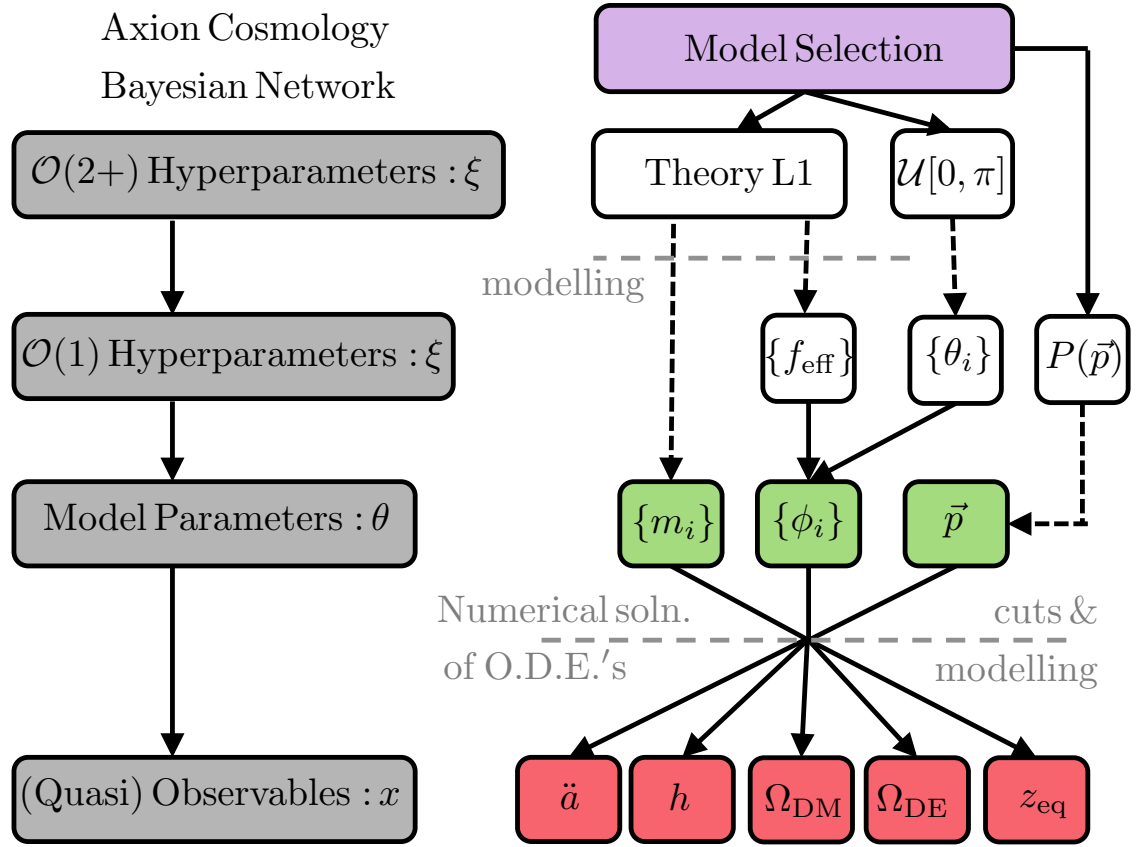 Axion Cosmology
Bayesian Network
Model Selection
𝒪(2+) Hyperparameters : ξ
Theory L1
𝒰[0, π]
modelling
𝒪(1) Hyperparameters : ξ
{f_eff}
{θ_i}
P(p⃗)
Model Parameters : θ
{m_i}
{ϕ_i}
p⃗
Numerical soln.
of O.D.E.′s
cuts &
modelling
(Quasi) Observables : x
ä
h
Ω_DM
Ω_DE
z_eq